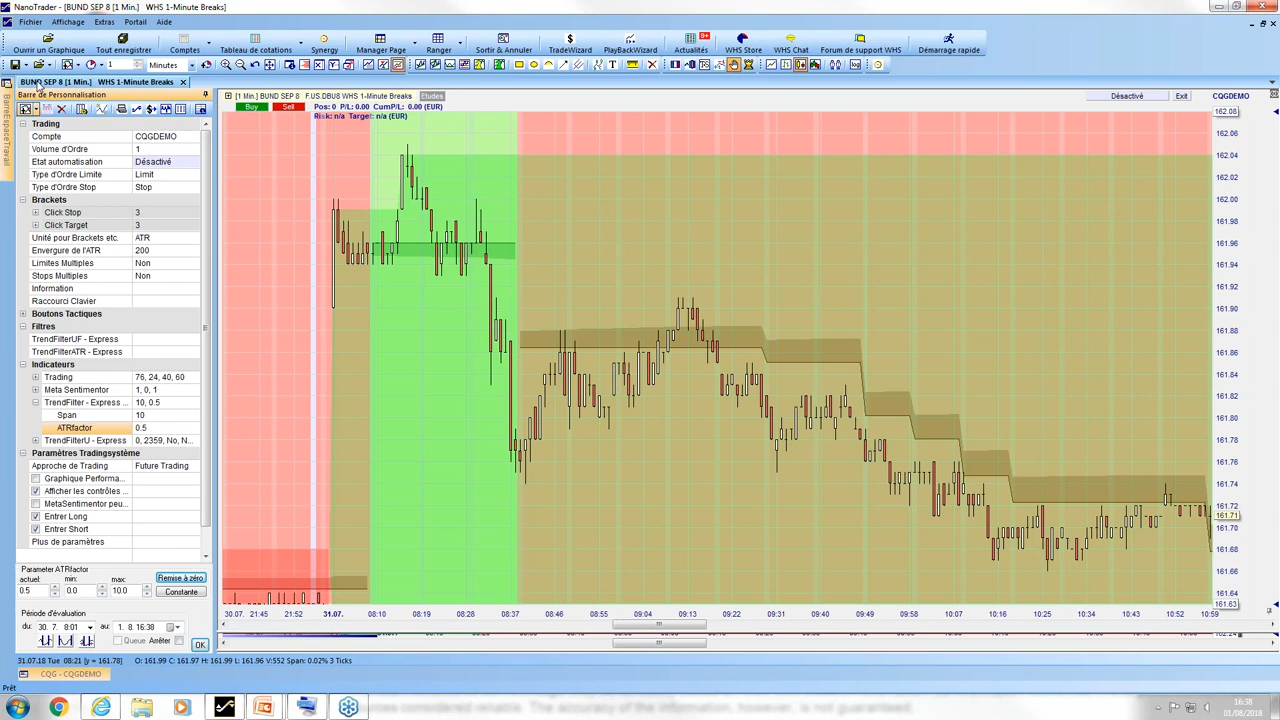 NanoTrader - [BUND SEP 8 [1 Min.] WHS 1-Minute Breaks]
Fichier Affichage Extras Portail Aide
Ouvrir un Graphique Tout enregistrer Comptes Tableau de cotations Synergy Manager Page Ranger Sortir & Annuler TradeWizard PlayBackWizard Actualités 9+ WHS Store WHS Chat Forum de support WHS Démarrage rapide
1 Minutes
BUND SEP 8 [1 Min.] WHS 1-Minute Breaks
Barre de Personnalisation
BarreEspaceTravail
Trading
Compte CQGDEMO
Volume d'Ordre 1
Etat automatisation Désactivé
Type d'Ordre Limite Limit
Type d'Ordre Stop Stop
Brackets
Click Stop 3
Click Target 3
Unité pour Brackets etc. ATR
Envergure de l'ATR 200
Limites Multiples Non
Stops Multiples Non
Information
Raccourci Clavier
Boutons Tactiques
Filtres
TrendFilterUF - Express
TrendFilterATR - Express
Indicateurs
Trading 76, 24, 40, 60
Meta Sentimentor 1, 0, 1
TrendFilter - Express ... 10, 0.5
Span 10
ATRfactor 0.5
TrendFilterU - Express 0, 2359, No, N...
Paramètres Tradingsystème
Approche de Trading Future Trading
Graphique Performa...
Afficher les contrôles ...
MetaSentimentor peu...
Entrer Long
Entrer Short
Plus de paramètres
Parameter ATRfactor
actuel: min: max: Remise à zéro
0.5 0.0 10.0 Constante
Période d'évaluation
du: 30. 7. 8:01 au: 1. 8. 16:38
Queue Arrêter OK
[1 Min.] BUND SEP 8 F.US.DBU8 WHS 1-Minute Breaks Etudes Désactivé Exit CQGDEMO
Buy Sell Pos: 0 P/L: 0.00 CumP/L: 0.00 (EUR)
Risk: n/a Target: n/a (EUR)
162.08
162.06
162.04
162.02
162.00
161.98
161.96
161.94
161.92
161.90
161.88
161.86
161.84
161.82
161.80
161.78
161.76
161.74
161.72
161.71
161.70
161.68
161.66
161.64
161.63
30.07. 21:45 21:52 31.07. 08:10 08:19 08:28 08:37 08:55 09:04 09:13 09:22 09:31 09:40 09:49 09:58 10:07 10:16 10:25 10:34 10:43 10:52 10:59
31.07.18 Tue 08:21 [y = 161.78] O: 161.99 C: 161.97 H: 161.99 L: 161.96 V:552 Span: 0.02% 3 Ticks
CQG - CQGDEMO
Prêt
considered reliable. The accuracy of the information, however, is not guaranteed.
16:38
01/08/2018